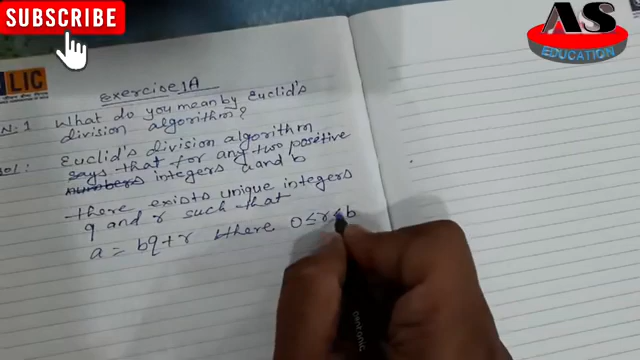 SUBSCRIBE
AS
EDUCATION
LIC
Exercise 1A
N:1 What do you mean by Euclid's
division algorithm?
Sol: Euclid's division algorithm
says that for any two positive
numbers integers a and b
there exists unique integers
q and r such that
a = bq + r where 0 ≤ r < b